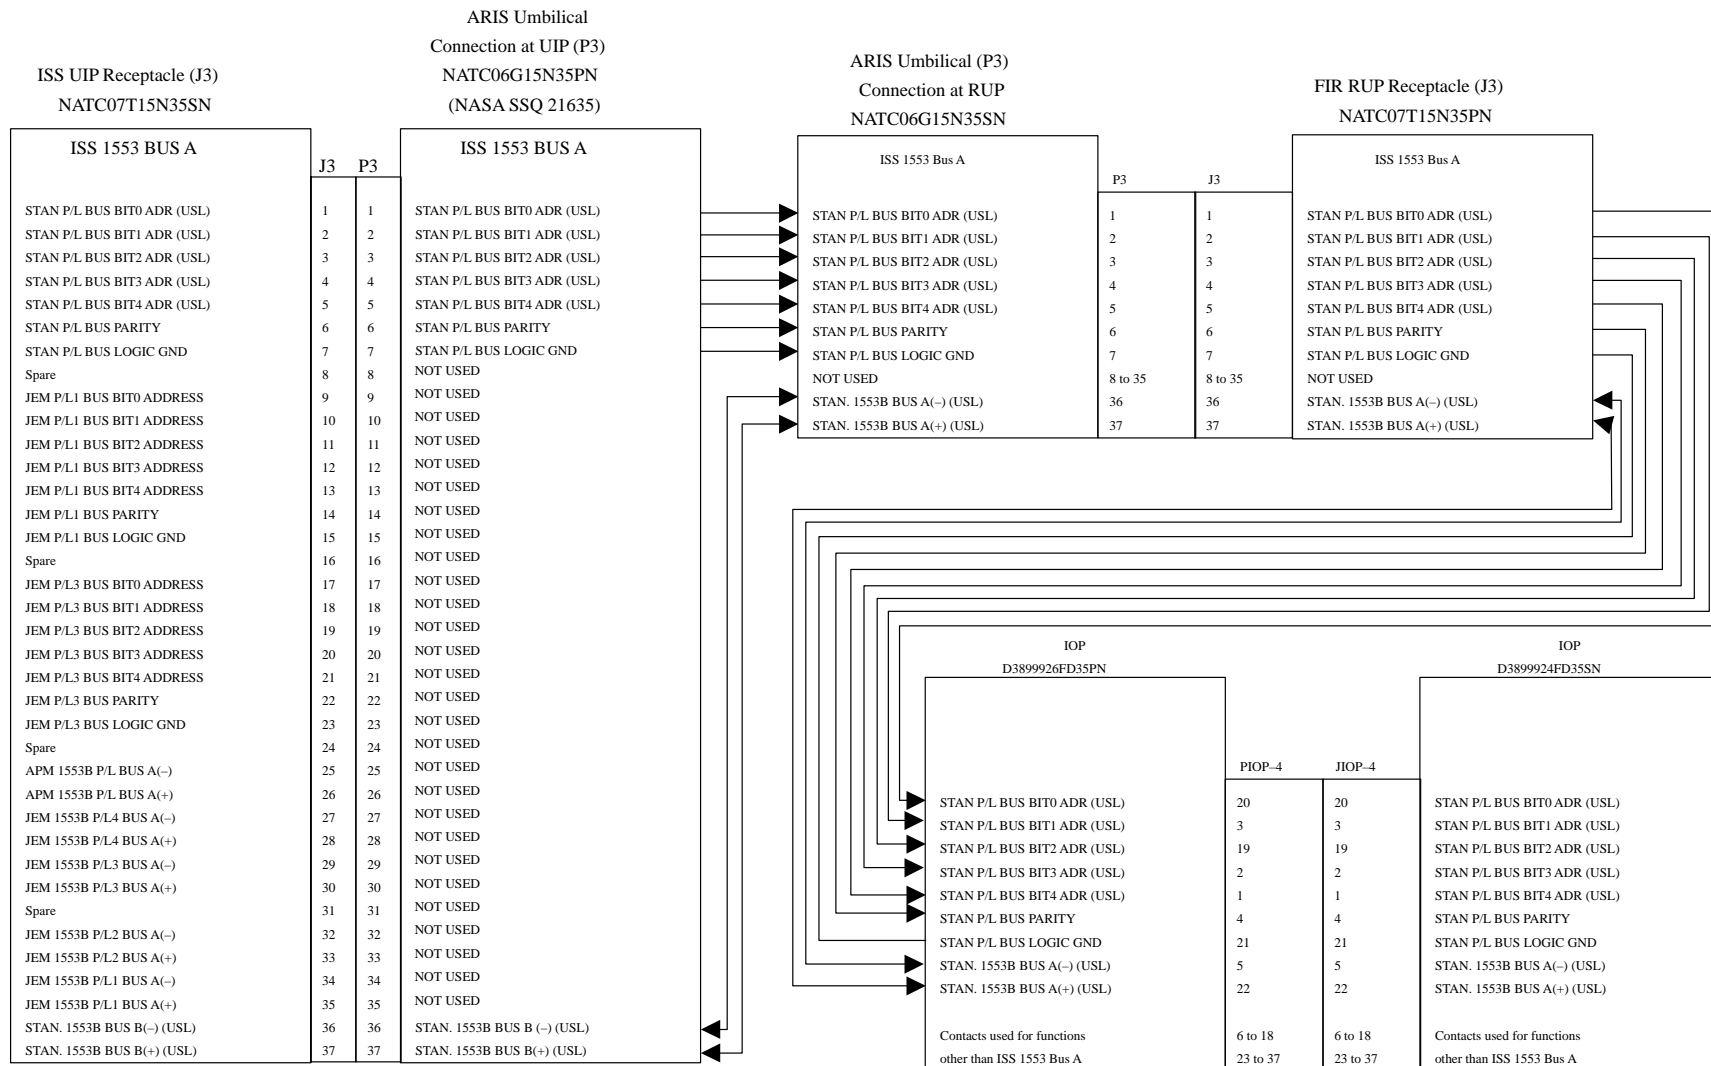 ISS UIP Receptacle (J3)
NATC07T15N35SN
ISS 1553 BUS A
J3
STAN P/L BUS BIT0 ADR (USL) 1
STAN P/L BUS BIT1 ADR (USL) 2
STAN P/L BUS BIT2 ADR (USL) 3
STAN P/L BUS BIT3 ADR (USL) 4
STAN P/L BUS BIT4 ADR (USL) 5
STAN P/L BUS PARITY 6
STAN P/L BUS LOGIC GND 7
Spare 8
JEM P/L1 BUS BIT0 ADDRESS 9
JEM P/L1 BUS BIT1 ADDRESS 10
JEM P/L1 BUS BIT2 ADDRESS 11
JEM P/L1 BUS BIT3 ADDRESS 12
JEM P/L1 BUS BIT4 ADDRESS 13
JEM P/L1 BUS PARITY 14
JEM P/L1 BUS LOGIC GND 15
Spare 16
JEM P/L3 BUS BIT0 ADDRESS 17
JEM P/L3 BUS BIT1 ADDRESS 18
JEM P/L3 BUS BIT2 ADDRESS 19
JEM P/L3 BUS BIT3 ADDRESS 20
JEM P/L3 BUS BIT4 ADDRESS 21
JEM P/L3 BUS PARITY 22
JEM P/L3 BUS LOGIC GND 23
Spare 24
APM 1553B P/L BUS A(–) 25
APM 1553B P/L BUS A(+) 26
JEM 1553B P/L4 BUS A(–) 27
JEM 1553B P/L4 BUS A(+) 28
JEM 1553B P/L3 BUS A(–) 29
JEM 1553B P/L3 BUS A(+) 30
Spare 31
JEM 1553B P/L2 BUS A(–) 32
JEM 1553B P/L2 BUS A(+) 33
JEM 1553B P/L1 BUS A(–) 34
JEM 1553B P/L1 BUS A(+) 35
STAN. 1553B BUS B(–) (USL) 36
STAN. 1553B BUS B(+) (USL) 37
ARIS Umbilical
Connection at UIP (P3)
NATC06G15N35PN
(NASA SSQ 21635)
ISS 1553 BUS A
P3
1 STAN P/L BUS BIT0 ADR (USL)
2 STAN P/L BUS BIT1 ADR (USL)
3 STAN P/L BUS BIT2 ADR (USL)
4 STAN P/L BUS BIT3 ADR (USL)
5 STAN P/L BUS BIT4 ADR (USL)
6 STAN P/L BUS PARITY
7 STAN P/L BUS LOGIC GND
8 NOT USED
9 NOT USED
10 NOT USED
11 NOT USED
12 NOT USED
13 NOT USED
14 NOT USED
15 NOT USED
16 NOT USED
17 NOT USED
18 NOT USED
19 NOT USED
20 NOT USED
21 NOT USED
22 NOT USED
23 NOT USED
24 NOT USED
25 NOT USED
26 NOT USED
27 NOT USED
28 NOT USED
29 NOT USED
30 NOT USED
31 NOT USED
32 NOT USED
33 NOT USED
34 NOT USED
35 NOT USED
36 STAN. 1553B BUS B (–) (USL)
37 STAN. 1553B BUS B(+) (USL)
ARIS Umbilical (P3)
Connection at RUP
NATC06G15N35SN
ISS 1553 Bus A
P3
STAN P/L BUS BIT0 ADR (USL) 1
STAN P/L BUS BIT1 ADR (USL) 2
STAN P/L BUS BIT2 ADR (USL) 3
STAN P/L BUS BIT3 ADR (USL) 4
STAN P/L BUS BIT4 ADR (USL) 5
STAN P/L BUS PARITY 6
STAN P/L BUS LOGIC GND 7
NOT USED 8 to 35
STAN. 1553B BUS A(–) (USL) 36
STAN. 1553B BUS A(+) (USL) 37
FIR RUP Receptacle (J3)
NATC07T15N35PN
ISS 1553 Bus A
J3
1 STAN P/L BUS BIT0 ADR (USL)
2 STAN P/L BUS BIT1 ADR (USL)
3 STAN P/L BUS BIT2 ADR (USL)
4 STAN P/L BUS BIT3 ADR (USL)
5 STAN P/L BUS BIT4 ADR (USL)
6 STAN P/L BUS PARITY
7 STAN P/L BUS LOGIC GND
8 to 35 NOT USED
36 STAN. 1553B BUS A(–) (USL)
37 STAN. 1553B BUS A(+) (USL)
IOP
D3899926FD35PN
PIOP–4
STAN P/L BUS BIT0 ADR (USL) 20
STAN P/L BUS BIT1 ADR (USL) 3
STAN P/L BUS BIT2 ADR (USL) 19
STAN P/L BUS BIT3 ADR (USL) 2
STAN P/L BUS BIT4 ADR (USL) 1
STAN P/L BUS PARITY 4
STAN P/L BUS LOGIC GND 21
STAN. 1553B BUS A(–) (USL) 5
STAN. 1553B BUS A(+) (USL) 22
Contacts used for functions 6 to 18
other than ISS 1553 Bus A 23 to 37
IOP
D3899924FD35SN
JIOP–4
20 STAN P/L BUS BIT0 ADR (USL)
3 STAN P/L BUS BIT1 ADR (USL)
19 STAN P/L BUS BIT2 ADR (USL)
2 STAN P/L BUS BIT3 ADR (USL)
1 STAN P/L BUS BIT4 ADR (USL)
4 STAN P/L BUS PARITY
21 STAN P/L BUS LOGIC GND
5 STAN. 1553B BUS A(–) (USL)
22 STAN. 1553B BUS A(+) (USL)
6 to 18 Contacts used for functions
23 to 37 other than ISS 1553 Bus A